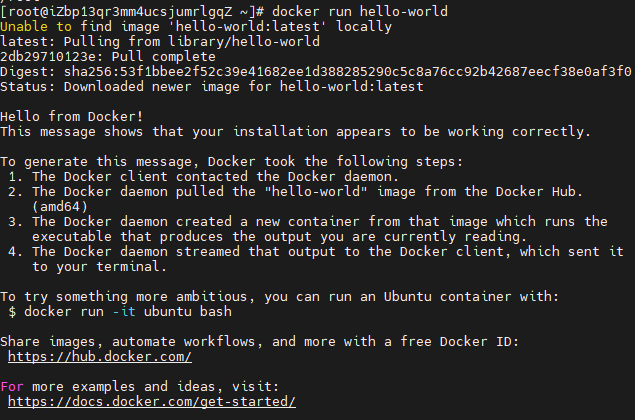 [root@iZbp13qr3mm4ucsjumrlgqZ ~]# docker run hello-world
Unable to find image 'hello-world:latest' locally
latest: Pulling from library/hello-world
2db29710123e: Pull complete
Digest: sha256:53f1bbee2f52c39e41682ee1d388285290c5c8a76cc92b42687eecf38e0af3f0
Status: Downloaded newer image for hello-world:latest
Hello from Docker!
This message shows that your installation appears to be working correctly.
To generate this message, Docker took the following steps:
1. The Docker client contacted the Docker daemon.
2. The Docker daemon pulled the "hello-world" image from the Docker Hub.
(amd64)
3. The Docker daemon created a new container from that image which runs the
executable that produces the output you are currently reading.
4. The Docker daemon streamed that output to the Docker client, which sent it
to your terminal.
To try something more ambitious, you can run an Ubuntu container with:
$ docker run -it ubuntu bash
Share images, automate workflows, and more with a free Docker ID:
https://hub.docker.com/
For more examples and ideas, visit:
https://docs.docker.com/get-started/